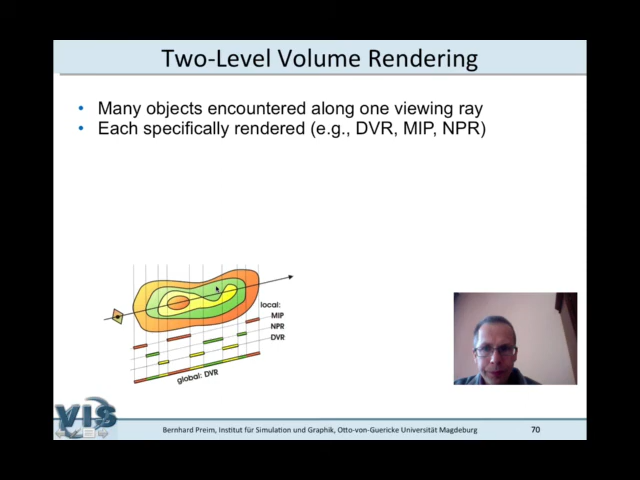 Two-Level Volume Rendering
• Many objects encountered along one viewing ray
• Each specifically rendered (e.g., DVR, MIP, NPR)
local:
MIP
NPR
DVR
global: DVR
VIS
Bernhard Preim, Institut für Simulation und Graphik, Otto-von-Guericke Universität Magdeburg
70